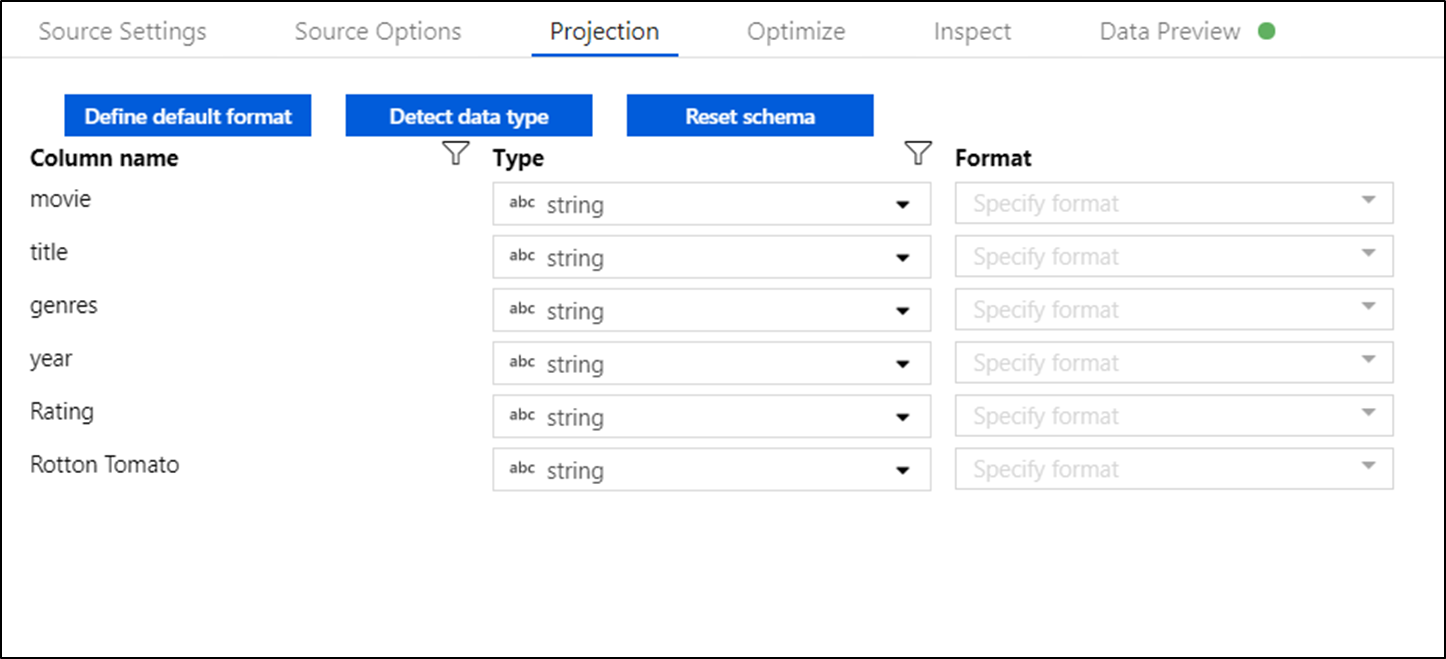 Source Settings Source Options Projection Optimize Inspect Data Preview
Define default format Detect data type Reset schema
Column name Type Format
movie abc string Specify format
title abc string Specify format
genres abc string Specify format
year abc string Specify format
Rating abc string Specify format
Rotton Tomato abc string Specify format